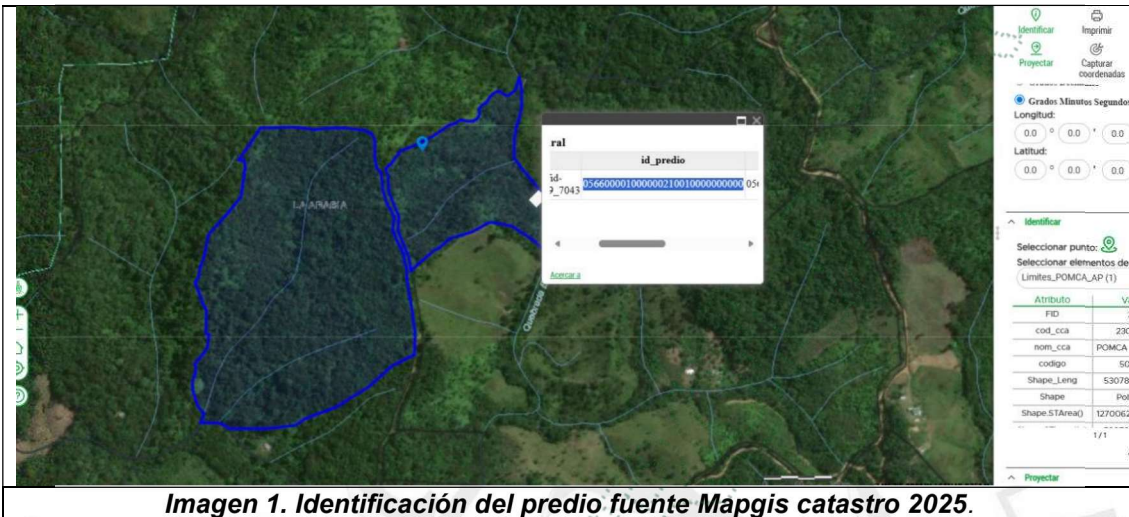 Identificar Imprimir
Proyectar Capturar coordenadas
Grados Minutos Segundos
Longitud:
0.0 ° 0.0 ' 0.0
Latitud:
0.0 ° 0.0 ' 0.0
ral
id_predio
9_7043 056600001000000210010000000000
Acercar a
LA ARABIA
Identificar
Seleccionar punto:
Seleccionar elementos de
Limites_POMCA_AP (1)
Atributo
FID
cod_cca 230
nom_cca POMCA
codigo 50
Shape_Leng 53078
Shape Pol
Shape.STArea() 1270062
1/1
Proyectar
Imagen 1. Identificación del predio fuente Mapgis catastro 2025.